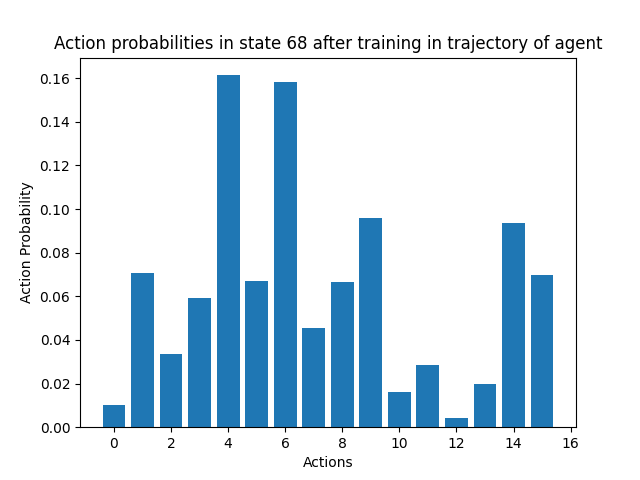 Action probabilities in state 68 after training in trajectory of agent
0.16
0.14
0.12
0.10
0.08
0.06
0.04
0.02
0.00
Action Probability
0 2 4 6 8 10 12 14 16
Actions